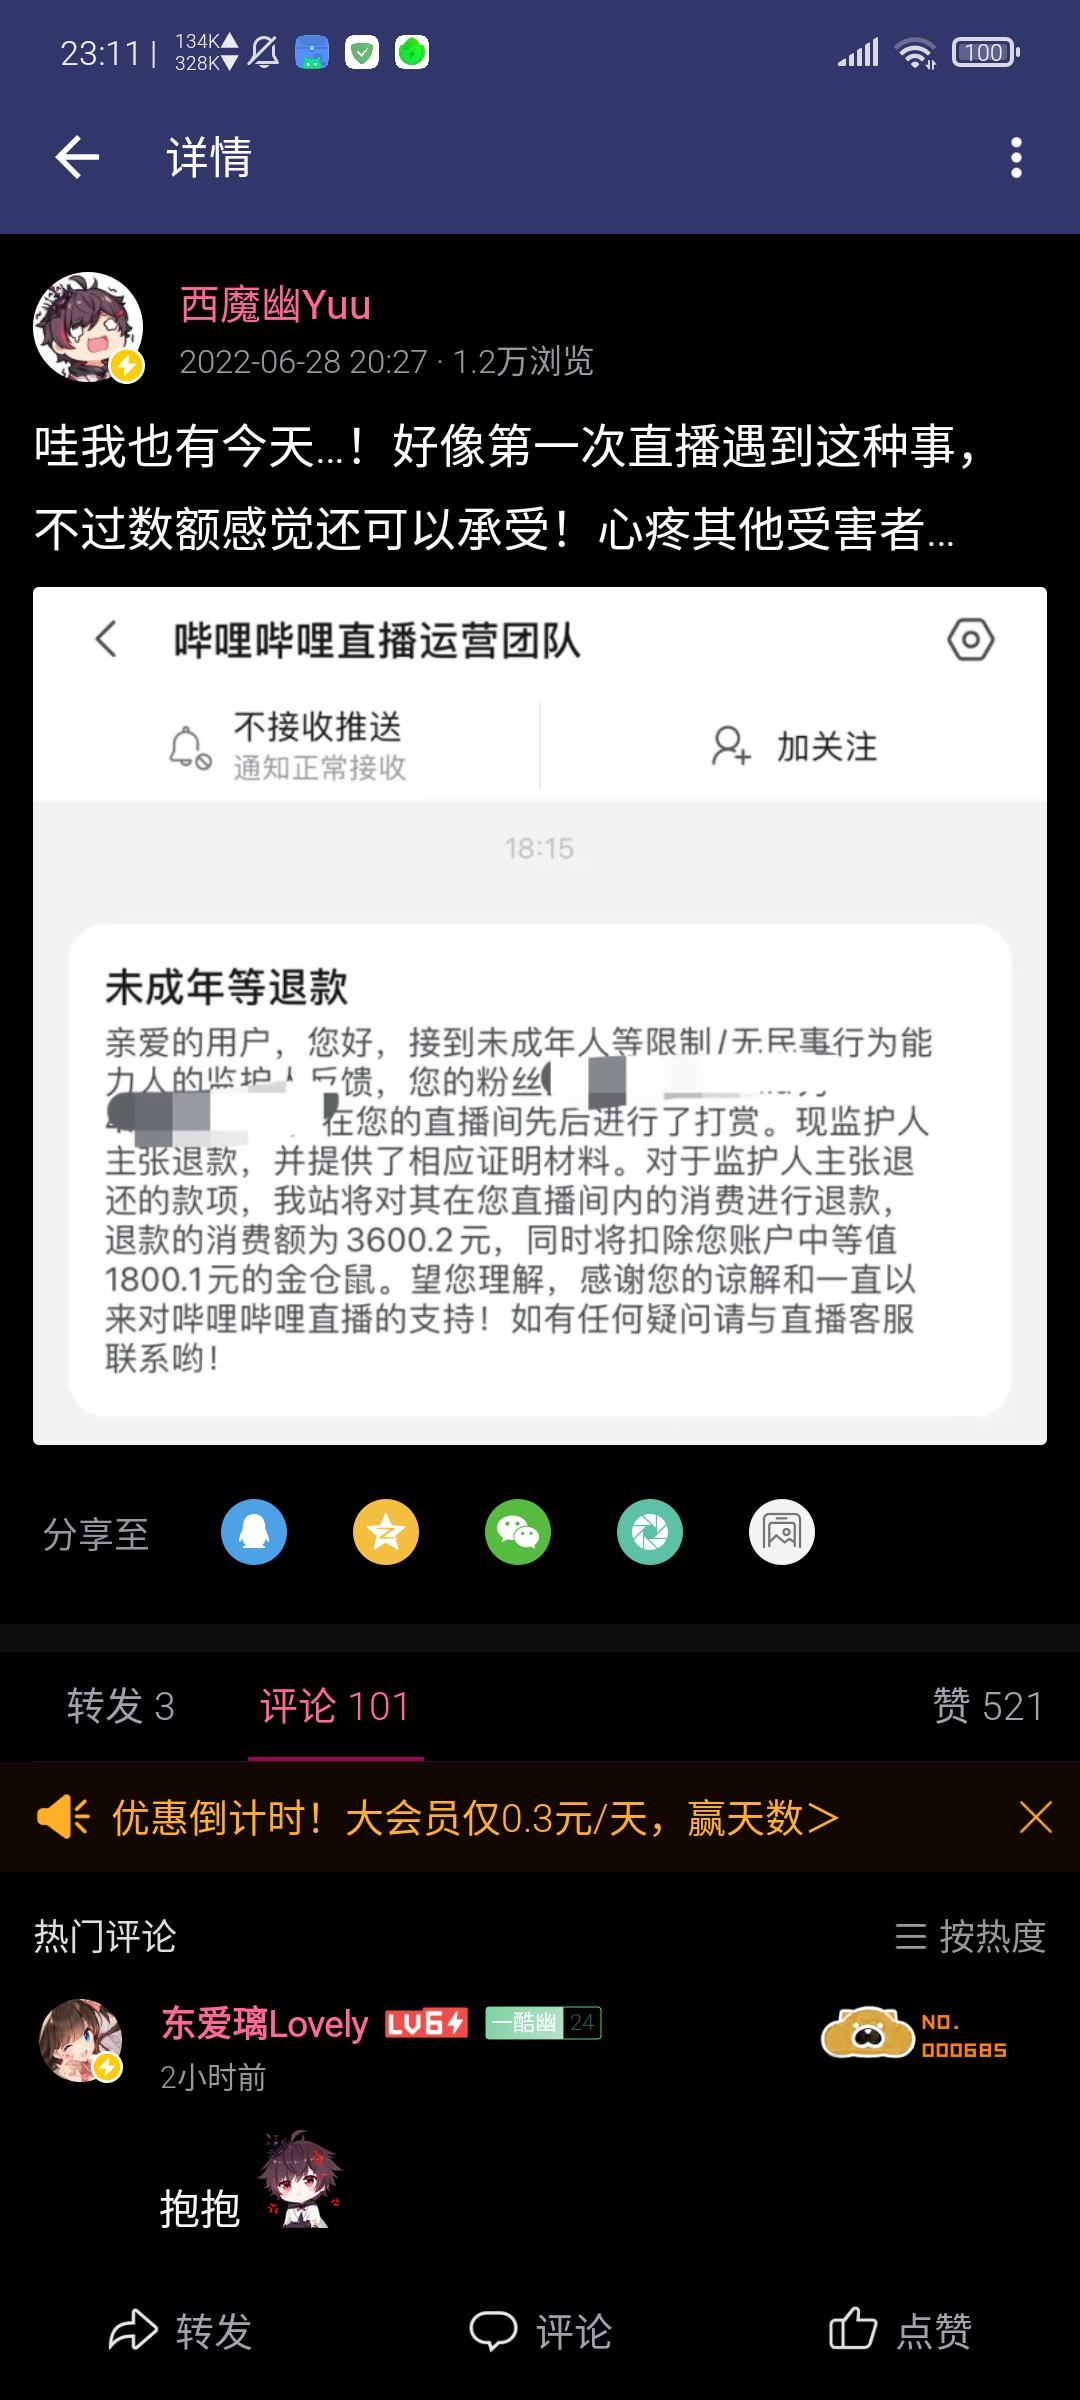 23:11 |
134K
328K
100
详情
西魔幽Yuu
2022-06-28 20:27 · 1.2万浏览
哇我也有今天...！好像第一次直播遇到这种事，
不过数额感觉还可以承受！心疼其他受害者...
哔哩哔哩直播运营团队
不接收推送
通知正常接收
加关注
18:15
未成年等退款
亲爱的用户，您好，接到未成年人等限制/无民事行为能
力人的监护人反馈，您的粉丝
在您的直播间先后进行了打赏。现监护人
主张退款，并提供了相应证明材料。对于监护人主张退
还的款项，我站将对其在您直播间内的消费进行退款，
退款的消费额为3600.2元，同时将扣除您账户中等值
1800.1元的金仓鼠。望您理解，感谢您的谅解和一直以
来对哔哩哔哩直播的支持！如有任何疑问请与直播客服
联系哟！
分享至
转发 3
评论 101
赞 521
优惠倒计时！大会员仅0.3元/天，赢天数＞
热门评论
按热度
东爱璃Lovely LV6 一酷幽 24
NO.
000685
2小时前
抱抱
转发
评论
点赞